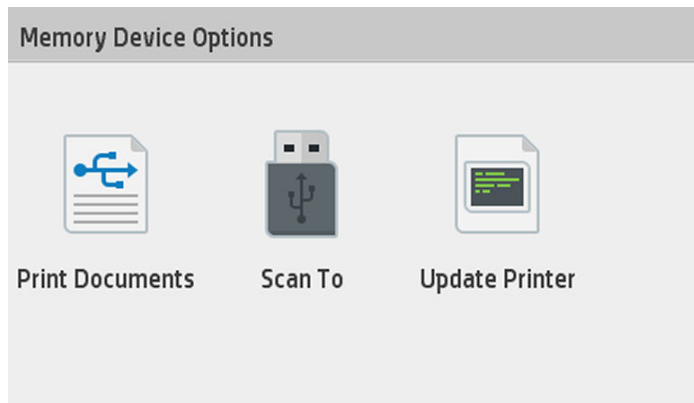 Memory Device Options
Print Documents
Scan To
Update Printer